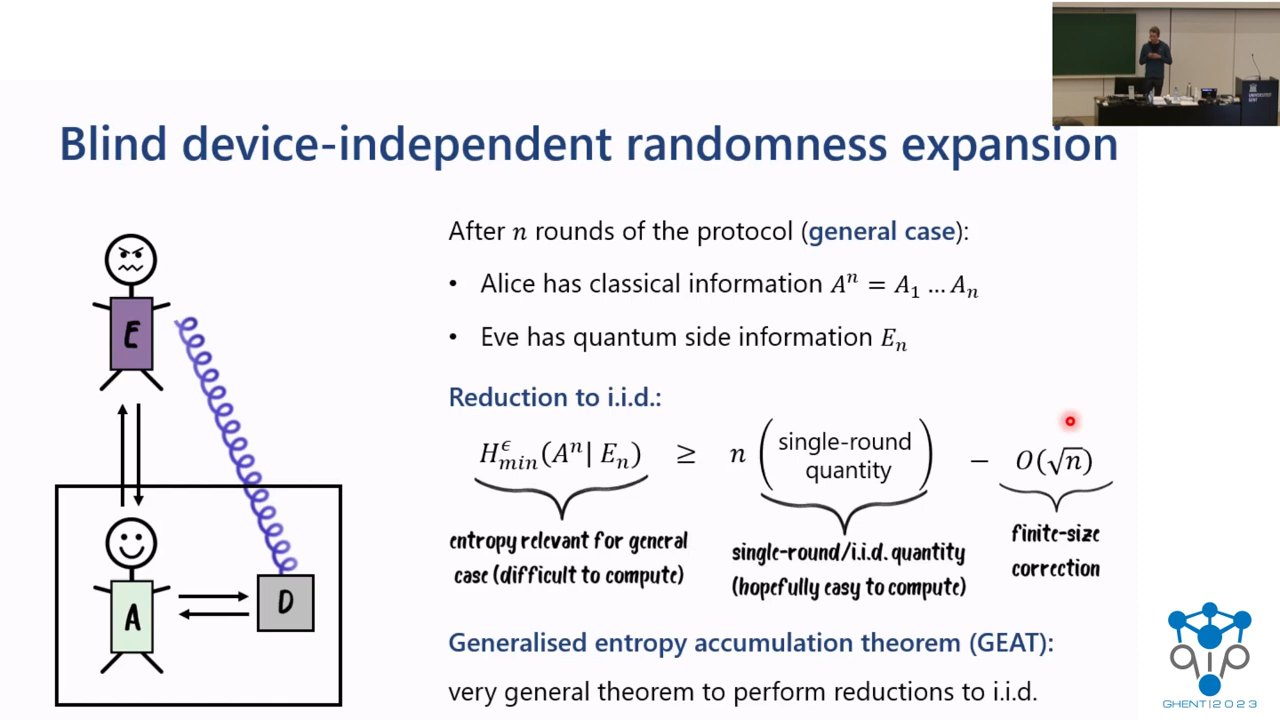 Blind device-independent randomness expansion
After n rounds of the protocol (general case):
• Alice has classical information Aⁿ = A₁ … Aₙ
• Eve has quantum side information Eₙ
Reduction to i.i.d.:
H^ϵ_min(Aⁿ| Eₙ) ≥ n (single-round quantity) − O(√n)
entropy relevant for general
case (difficult to compute)
single-round/i.i.d. quantity
(hopefully easy to compute)
finite-size
correction
Generalised entropy accumulation theorem (GEAT):
very general theorem to perform reductions to i.i.d.
E
A
D
qip
GHENT|2023
UNIVERSITEIT
GENT